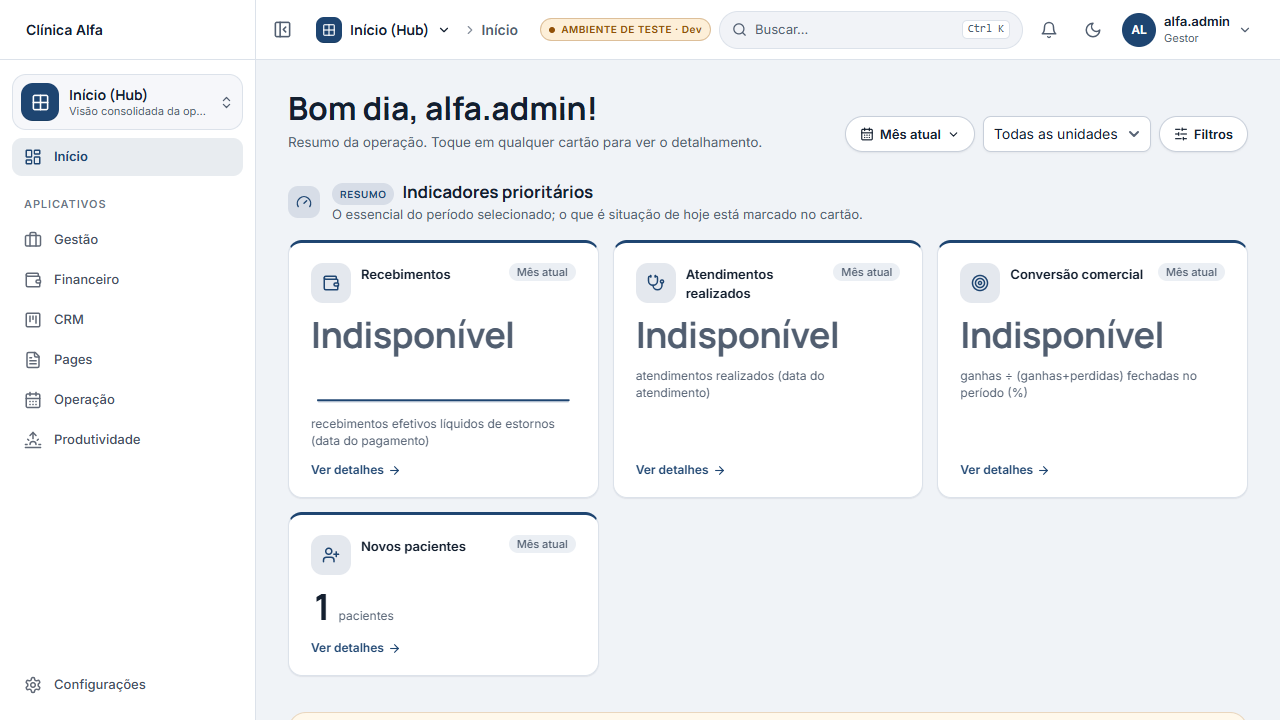 Clínica Alfa
Início (Hub)
Início
AMBIENTE DE TESTE · Dev
Buscar...
Ctrl K
AL
alfa.admin
Gestor
Início (Hub)
Visão consolidada da op...
Início
APLICATIVOS
Gestão
Financeiro
CRM
Pages
Operação
Produtividade
Configurações
Bom dia, alfa.admin!
Resumo da operação. Toque em qualquer cartão para ver o detalhamento.
Mês atual
Todas as unidades
Filtros
RESUMO
Indicadores prioritários
O essencial do período selecionado; o que é situação de hoje está marcado no cartão.
Recebimentos
Mês atual
Indisponível
recebimentos efetivos líquidos de estornos
(data do pagamento)
Ver detalhes →
Atendimentos
realizados
Mês atual
Indisponível
atendimentos realizados (data do
atendimento)
Ver detalhes →
Conversão comercial
Mês atual
Indisponível
ganhas ÷ (ganhas+perdidas) fechadas no
período (%)
Ver detalhes →
Novos pacientes
Mês atual
1 pacientes
Ver detalhes →